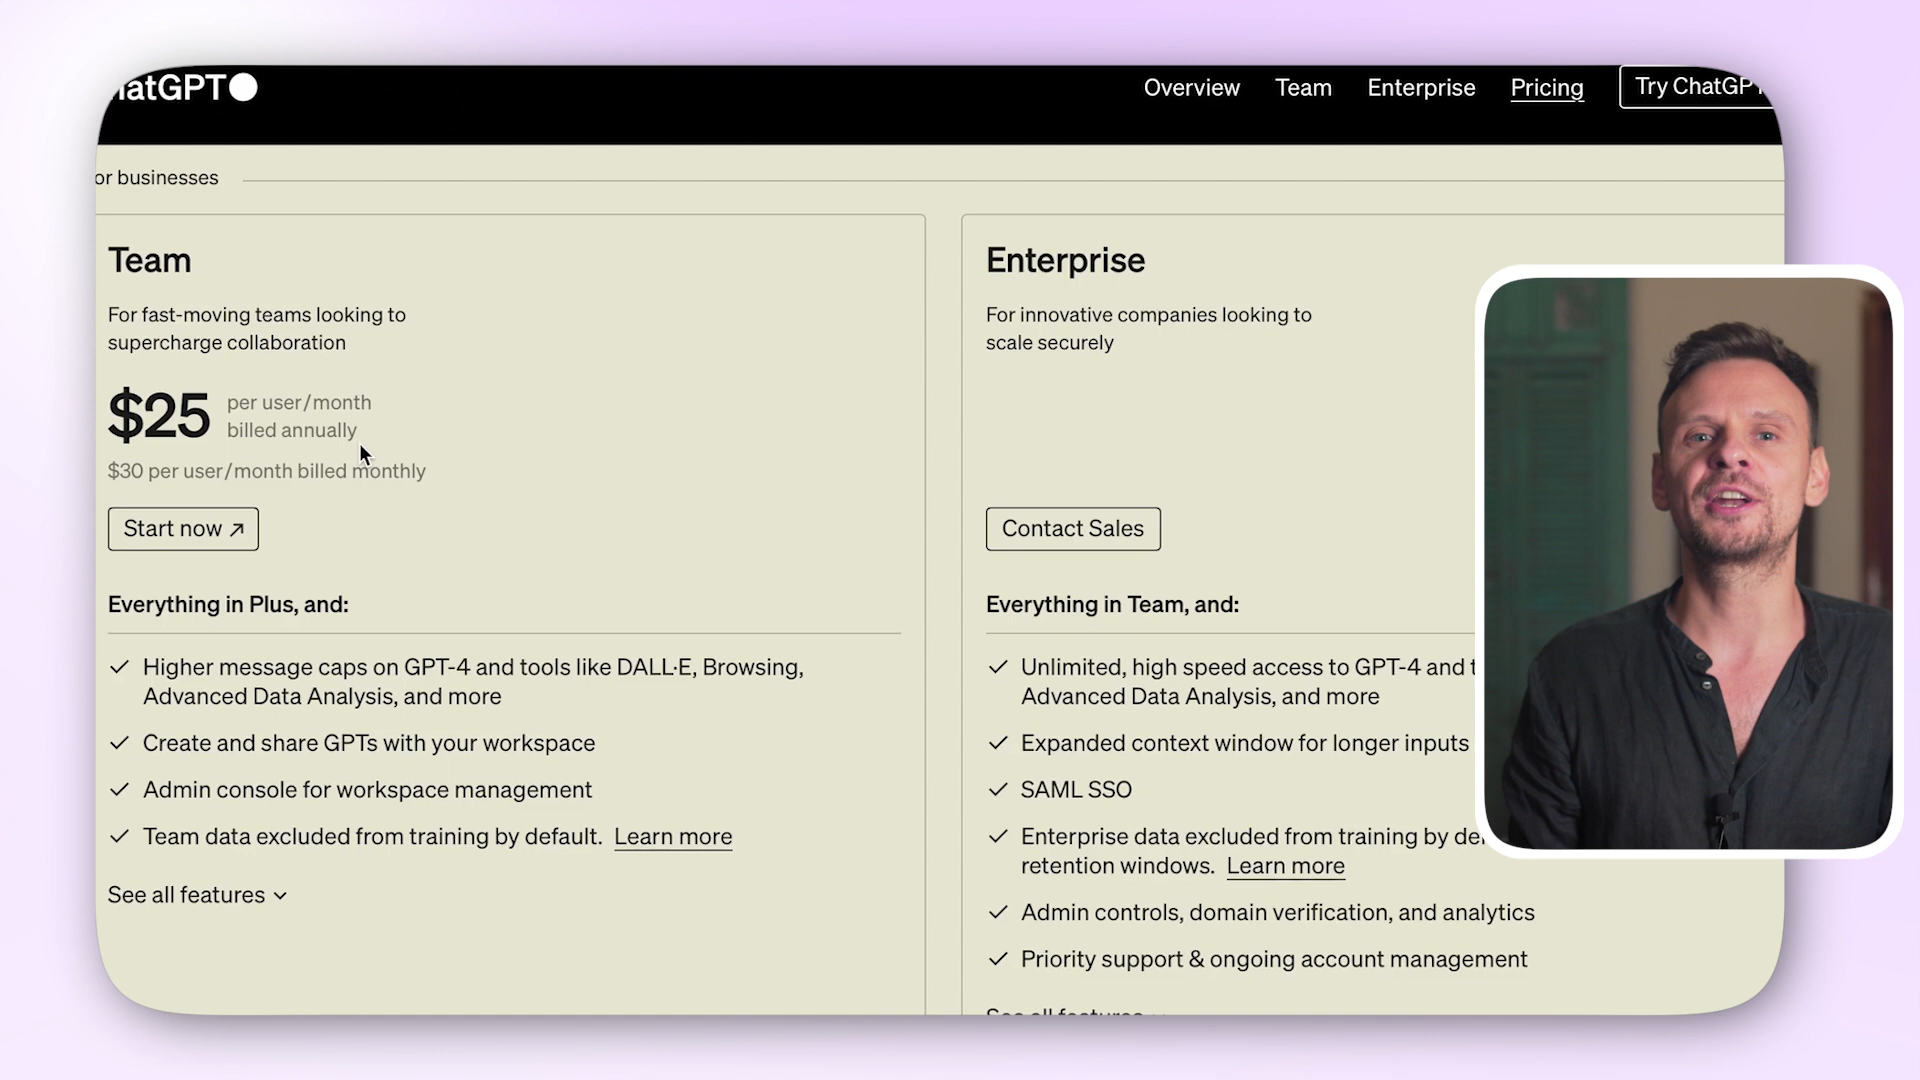 hatGPT
Overview Team Enterprise Pricing Try ChatGPT
or businesses
Team
For fast-moving teams looking to
supercharge collaboration
$25 per user/month
billed annually
$30 per user/month billed monthly
Start now ↗
Everything in Plus, and:
Higher message caps on GPT-4 and tools like DALL·E, Browsing,
Advanced Data Analysis, and more
Create and share GPTs with your workspace
Admin console for workspace management
Team data excluded from training by default. Learn more
See all features
Enterprise
For innovative companies looking to
scale securely
Contact Sales
Everything in Team, and:
Unlimited, high speed access to GPT-4 and
Advanced Data Analysis, and more
Expanded context window for longer inputs
SAML SSO
Enterprise data excluded from training by
retention windows. Learn more
Admin controls, domain verification, and analytics
Priority support & ongoing account management
See all features